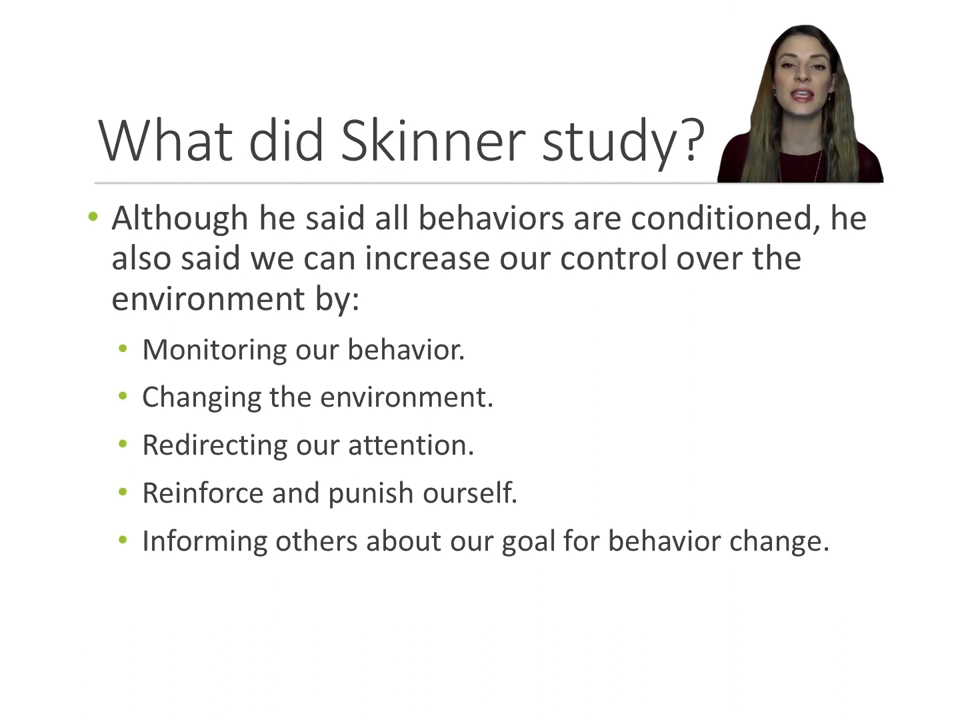 What did Skinner study?
• Although he said all behaviors are conditioned, he
also said we can increase our control over the
environment by:
• Monitoring our behavior.
• Changing the environment.
• Redirecting our attention.
• Reinforce and punish ourself.
• Informing others about our goal for behavior change.